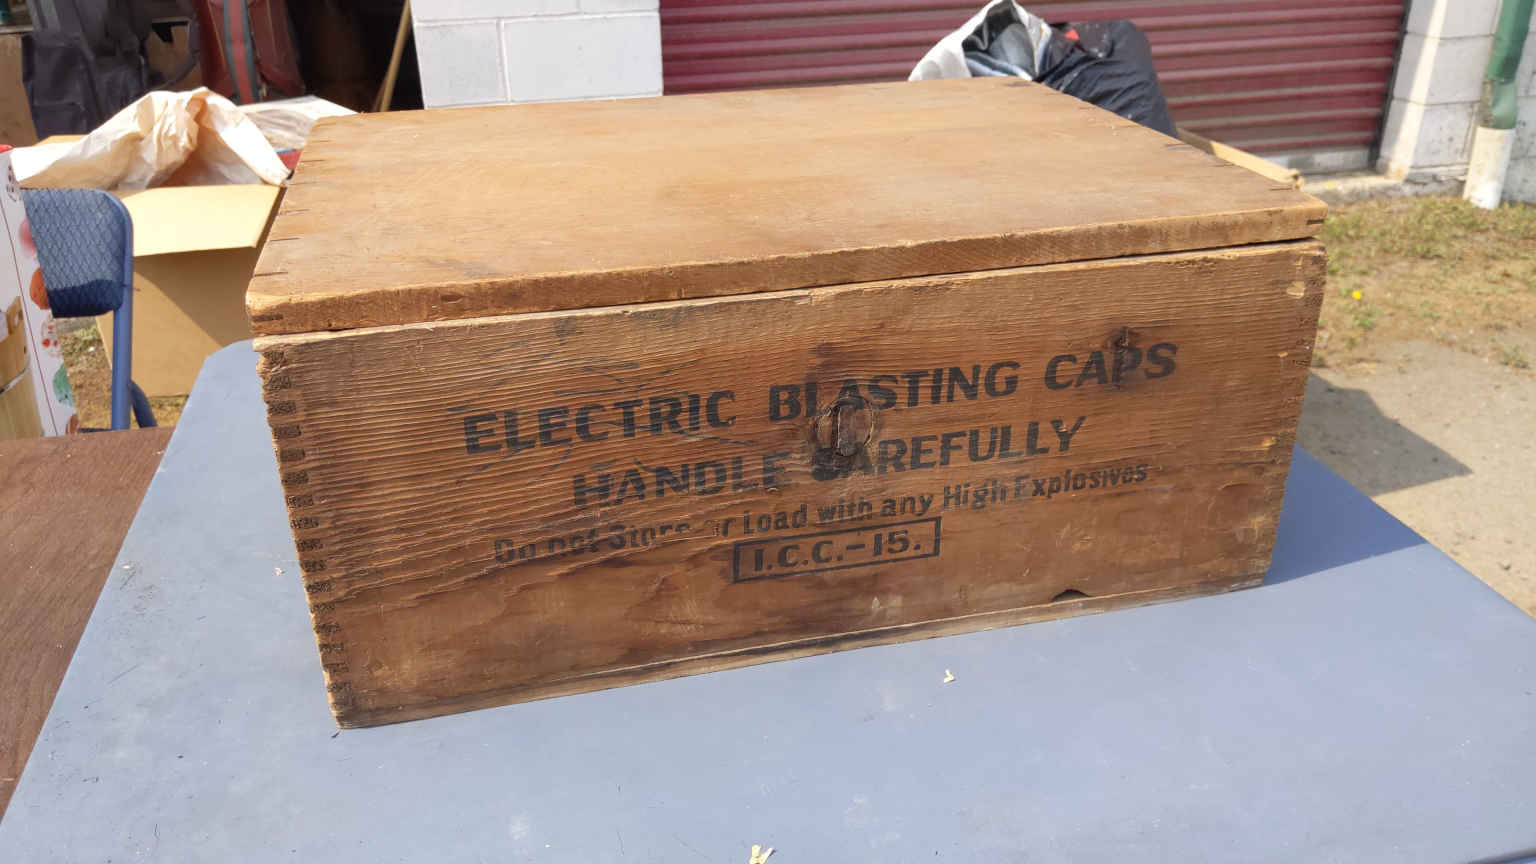 ELECTRIC BLASTING CAPS
HANDLE CAREFULLY
Do not Store or Load with any High Explosives
I.C.C.-15.